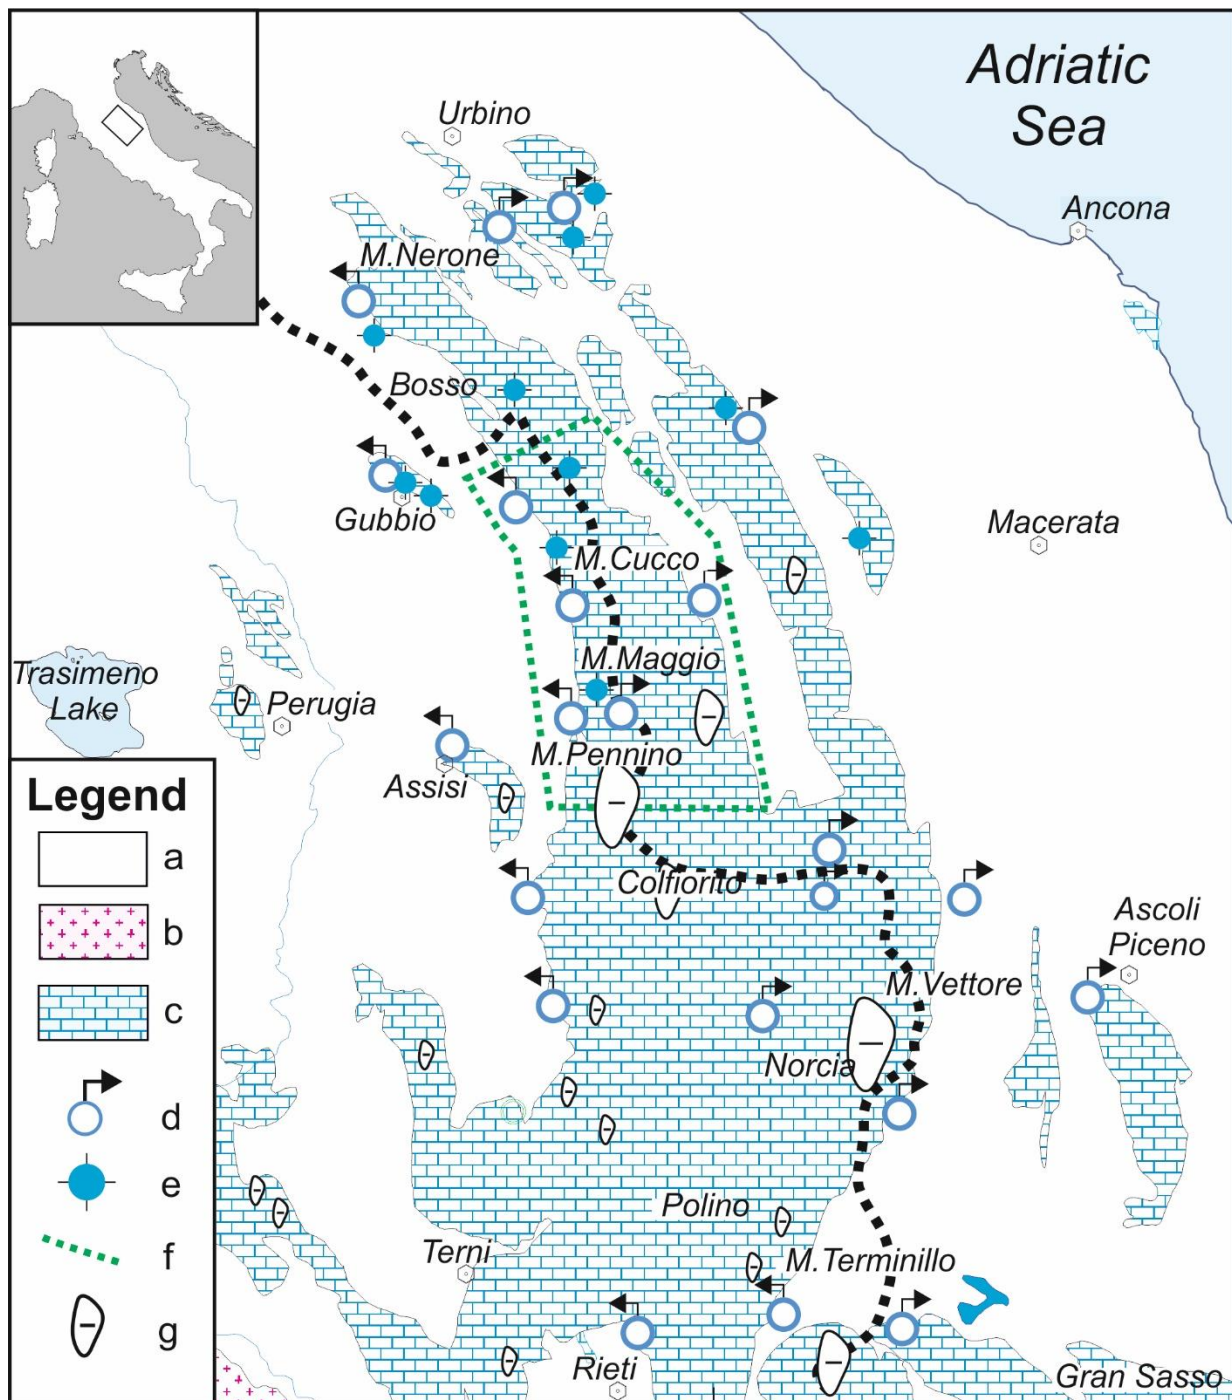 Adriatic
Sea
Urbino
Ancona
M.Nerone
Bosso
Gubbio
Macerata
M.Cucco
M.Maggio
Trasimeno
Lake
Perugia
M.Pennino
Assisi
Colfiorito
Ascoli
Piceno
M.Vettore
Norcia
Polino
Terni
M.Terminillo
Rieti
Gran Sasso
Legend
a
b
c
d
e
f
g